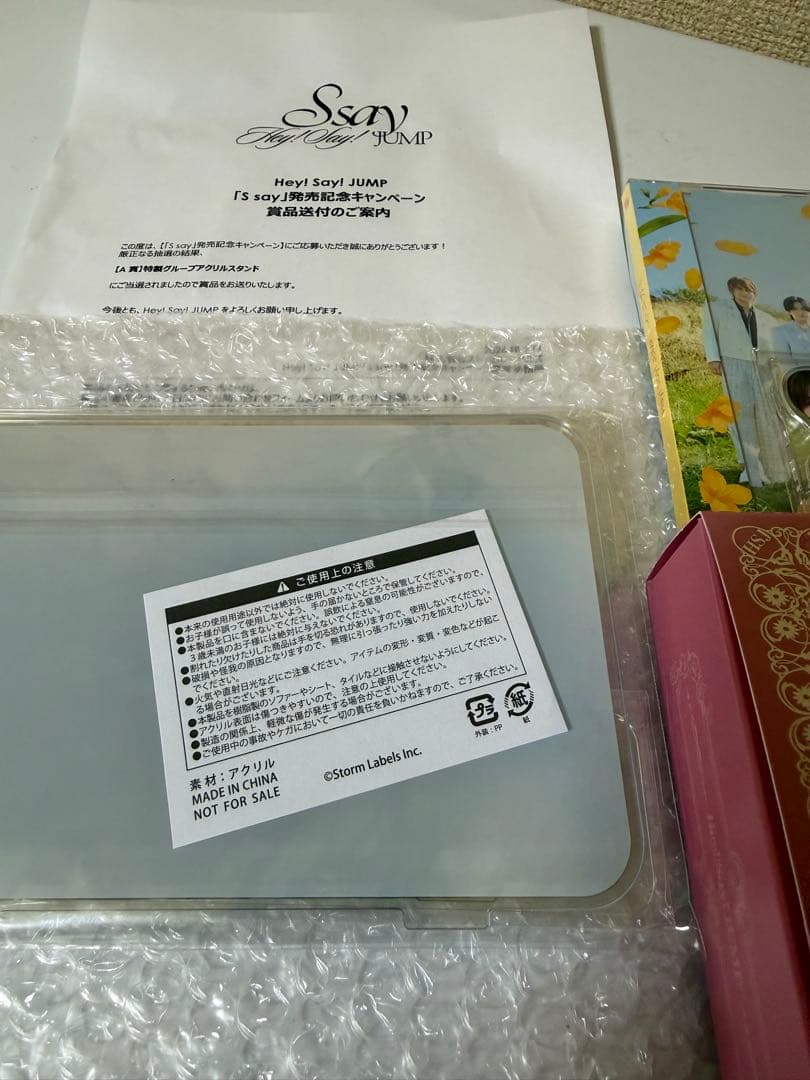 Ssay
Hey! Say! JUMP
Hey! Say! JUMP
「S say」発売記念キャンペーン
賞品送付のご案内
この度は、【「S say」発売記念キャンペーン】にご応募いただき誠にありがとうございます！
厳正なる抽選の結果、
【A 賞】特製グループアクリルスタンド
にご当選されましたので賞品をお送りいたします。
今後とも、Hey! Say! JUMP をよろしくお願い申し上げます。
ご使用上の注意
●本来の使用用途以外では絶対に使用しないでください。
●お子様が誤って使用しないよう、手の届かないところで保管してください。
●本製品を口に含まないでください。誤飲による窒息の可能性がございますので、
3歳未満のお子様には絶対に与えないでください。
●割れたり欠けたりした商品は手を切る恐れがありますので、使用しないでください。
●破損や怪我の原因となりますので、無理に引っ張ったり強い力を加えたりしない
でください。
●火気や直射日光などにご注意ください。アイテムの変形・変質・変色などが起こ
る場合がございます。
●本製品を樹脂製のソファーやシート、タイルなどに接触させないようにしてください。
●アクリル表面は傷つきやすいので、注意の上使用してください。
●製造の関係上、軽微な傷が発生する場合がございます。
●ご使用中の事故やケガにおいて一切の責任を負いかねますので、ご了承ください。
プラ
外装：PP
紙
紙
素材：アクリル
MADE IN CHINA
NOT FOR SALE
©Storm Labels Inc.